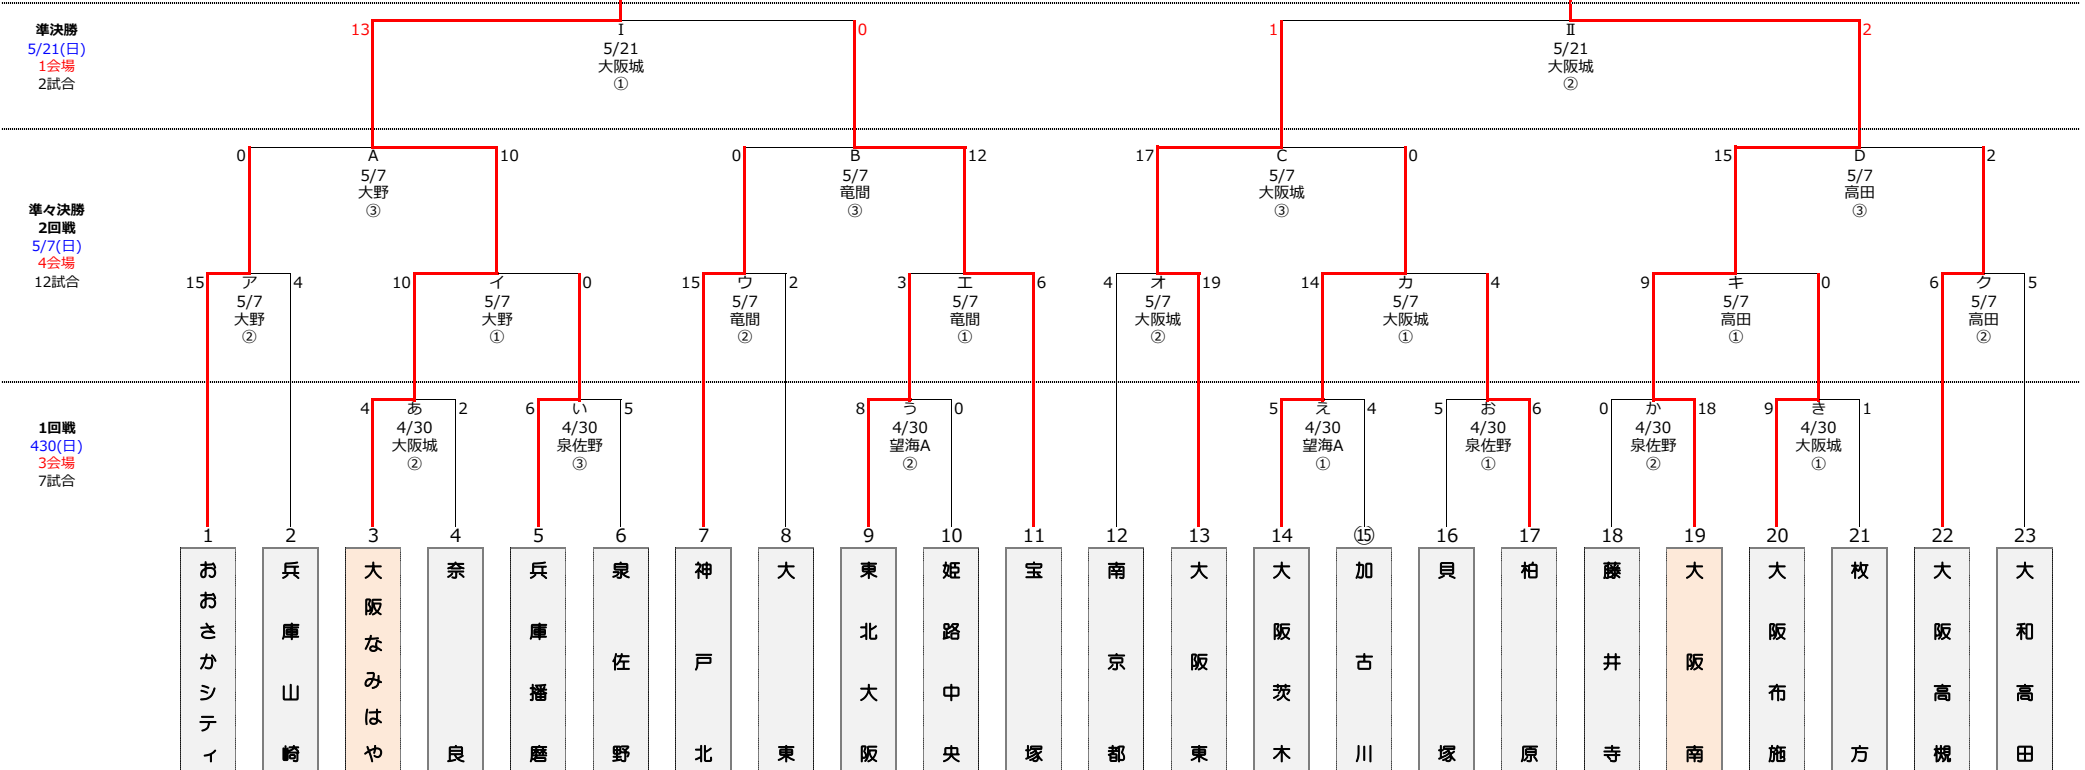 準決勝
5/21(日)
1会場
2試合
13 Ⅰ 0
5/21
大阪城
①
1 Ⅱ 2
5/21
大阪城
②
準々決勝
2回戦
5/7(日)
4会場
12試合
0 A 10
5/7
大野
③
0 B 12
5/7
竜間
③
17 C 0
5/7
大阪城
③
15 D 2
5/7
高田
③
15 ア 4
5/7
大野
②
10 イ 0
5/7
大野
①
15 ウ 2
5/7
竜間
②
3 エ 6
5/7
竜間
①
4 オ 19
5/7
大阪城
②
14 カ 4
5/7
大阪城
①
9 キ 0
5/7
高田
①
6 ク 5
5/7
高田
②
1回戦
430(日)
3会場
7試合
4 あ 2
4/30
大阪城
②
6 い 5
4/30
泉佐野
③
8 う 0
4/30
望海A
②
5 え 4
4/30
望海A
①
5 お 6
4/30
泉佐野
①
0 か 18
4/30
泉佐野
②
9 き 1
4/30
大阪城
①
1 2 3 4 5 6 7 8 9 10 11 12 13 14 ⑮ 16 17 18 19 20 21 22 23
おおさかシティ
兵庫山崎
大阪なみはや
奈良
兵庫播磨
泉佐野
神戸北
大東
東北大阪
姫路中央
宝塚
南京都
大阪東
大阪茨木
加古川
貝塚
柏原
藤井寺
大阪南
大阪布施
枚方
大阪高槻
大和高田